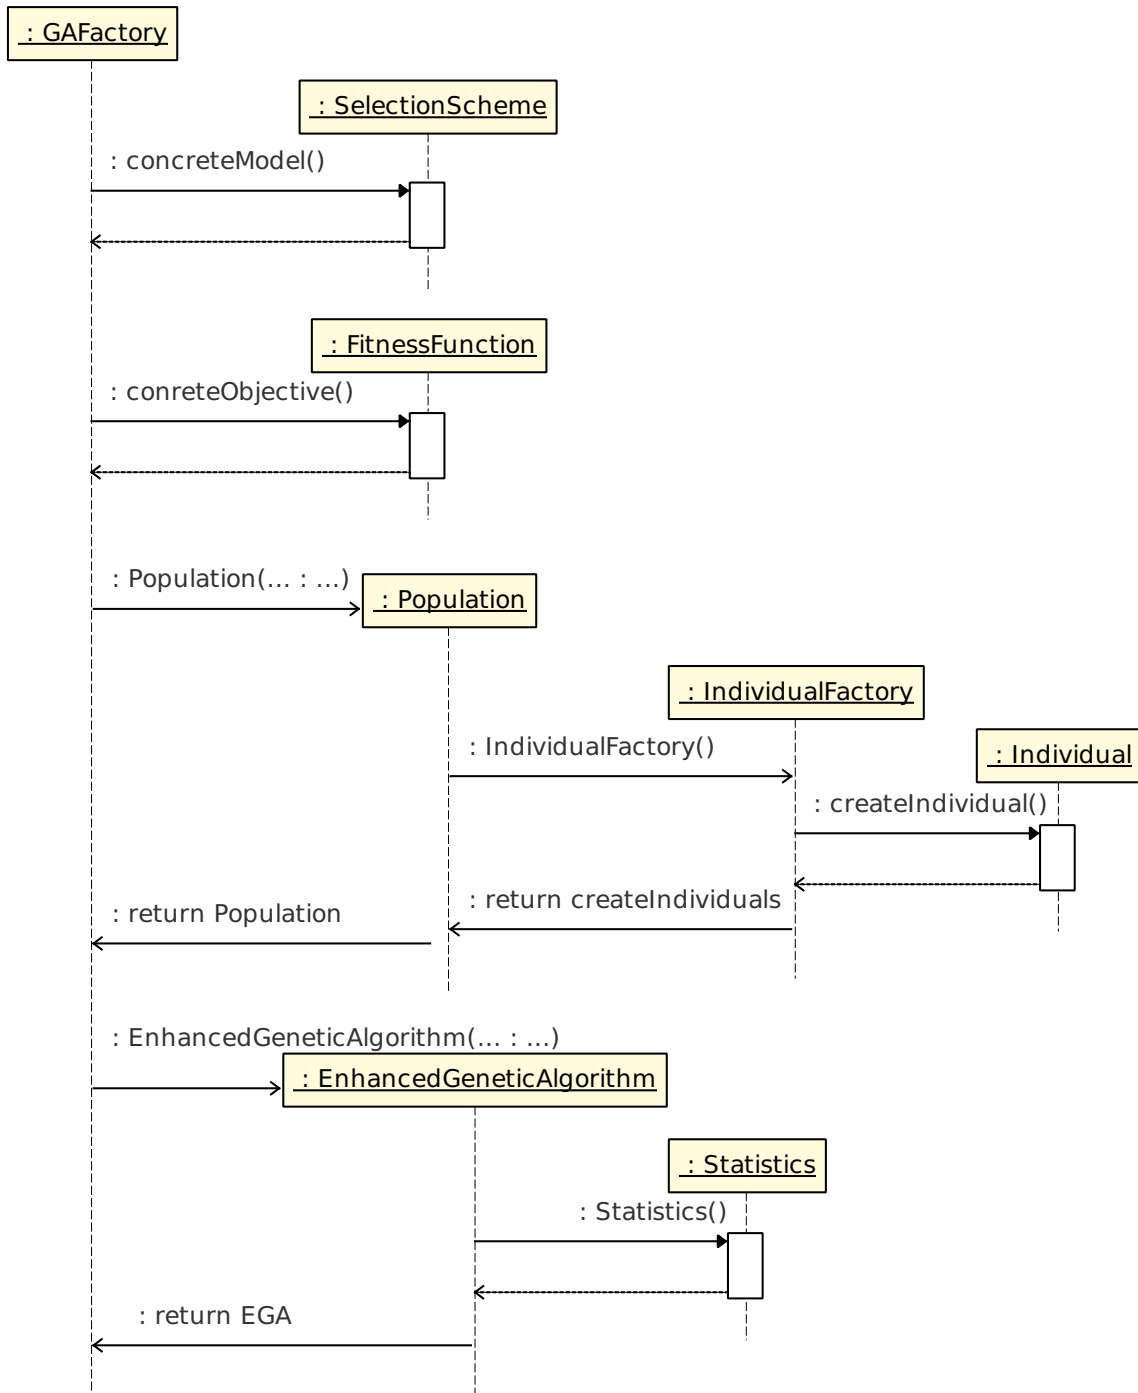 : GAFactory
: SelectionScheme
: concreteModel()
: FitnessFunction
: conreteObjective()
: Population(... : ...)
: Population
: IndividualFactory
: IndividualFactory()
: Individual
: createIndividual()
: return createIndividuals
: return Population
: EnhancedGeneticAlgorithm(... : ...)
: EnhancedGeneticAlgorithm
: Statistics
: Statistics()
: return EGA